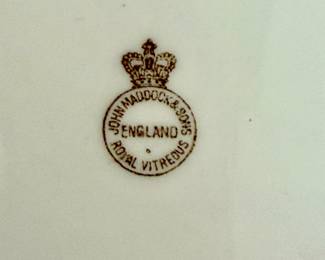 JOHN MADDOCK & SONS
ENGLAND
ROYAL VITREOUS